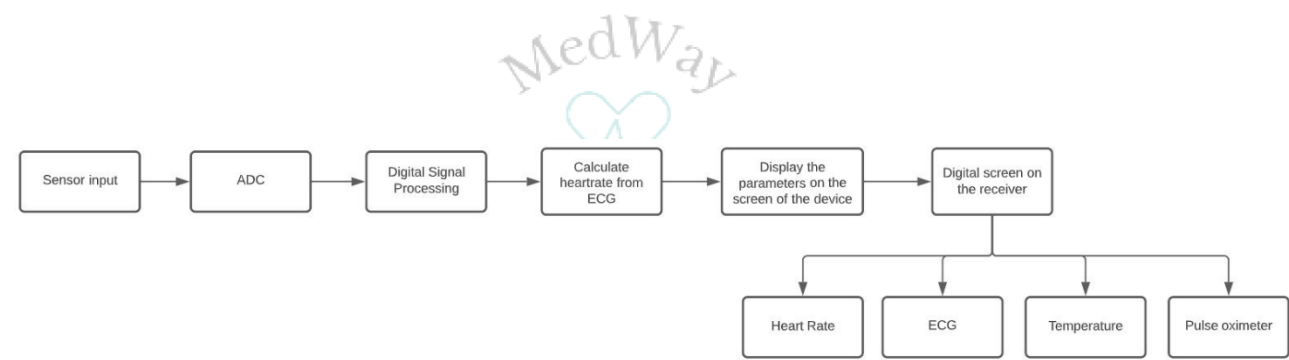 MedWay
Sensor input
ADC
Digital Signal
Processing
Calculate
heartrate from
ECG
Display the
parameters on the
screen of the device
Digital screen on
the receiver
Heart Rate
ECG
Temperature
Pulse oximeter